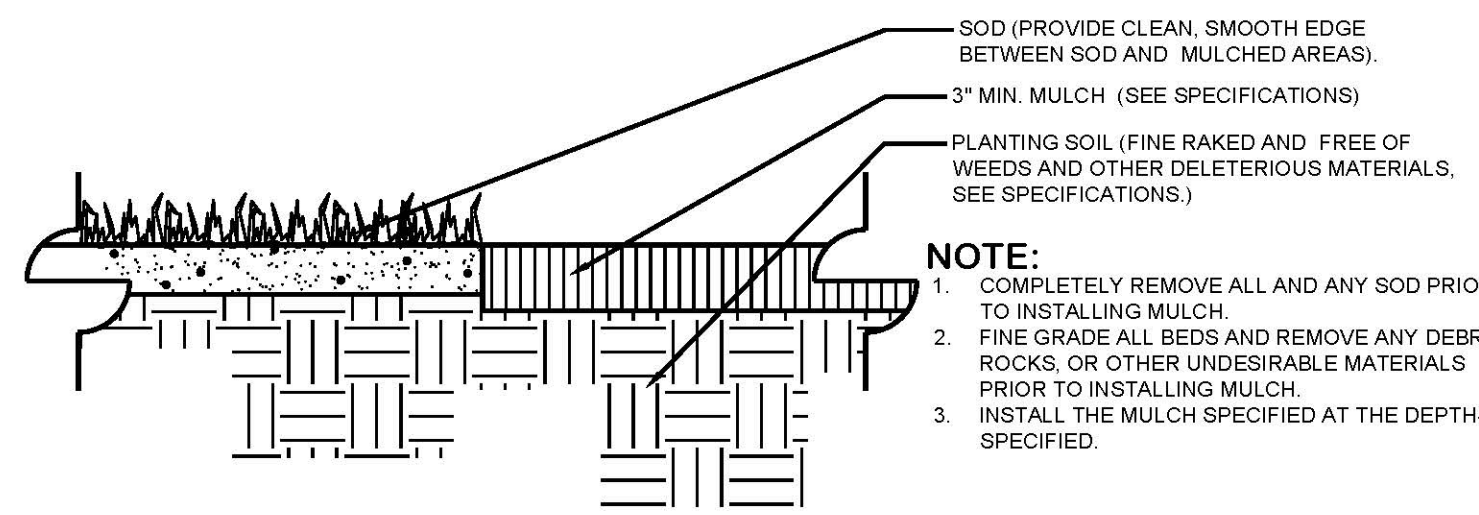 SOD (PROVIDE CLEAN, SMOOTH EDGE
BETWEEN SOD AND MULCHED AREAS).
3" MIN. MULCH (SEE SPECIFICATIONS)
PLANTING SOIL (FINE RAKED AND FREE OF
WEEDS AND OTHER DELETERIOUS MATERIALS,
SEE SPECIFICATIONS.)
NOTE:
1. COMPLETELY REMOVE ALL AND ANY SOD PRIO
TO INSTALLING MULCH.
2. FINE GRADE ALL BEDS AND REMOVE ANY DEBR
ROCKS, OR OTHER UNDESIRABLE MATERIALS
PRIOR TO INSTALLING MULCH.
3. INSTALL THE MULCH SPECIFIED AT THE DEPTH
SPECIFIED.